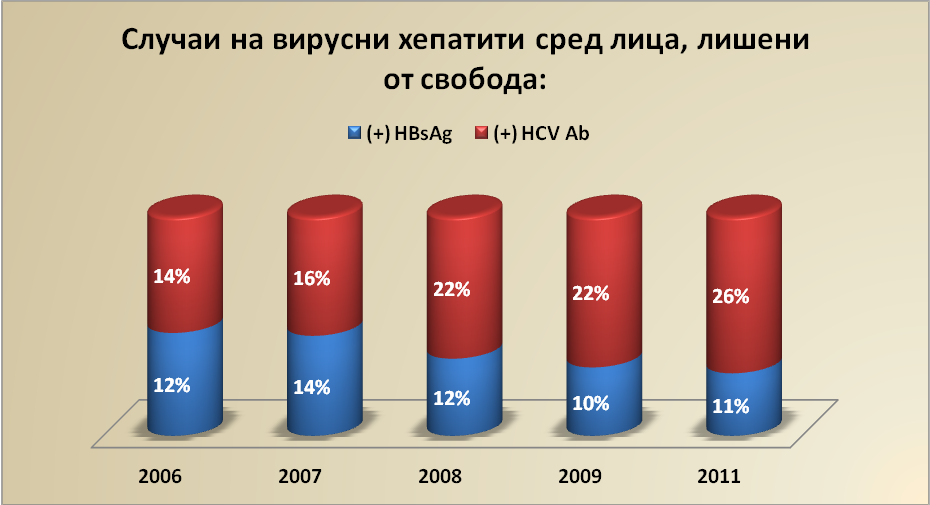 Случаи на вирусни хепатити сред лица, лишени
от свобода:
(+) HBsAg (+) HCV Ab
14% 16% 22% 22% 26%
12% 14% 12% 10% 11%
2006 2007 2008 2009 2011